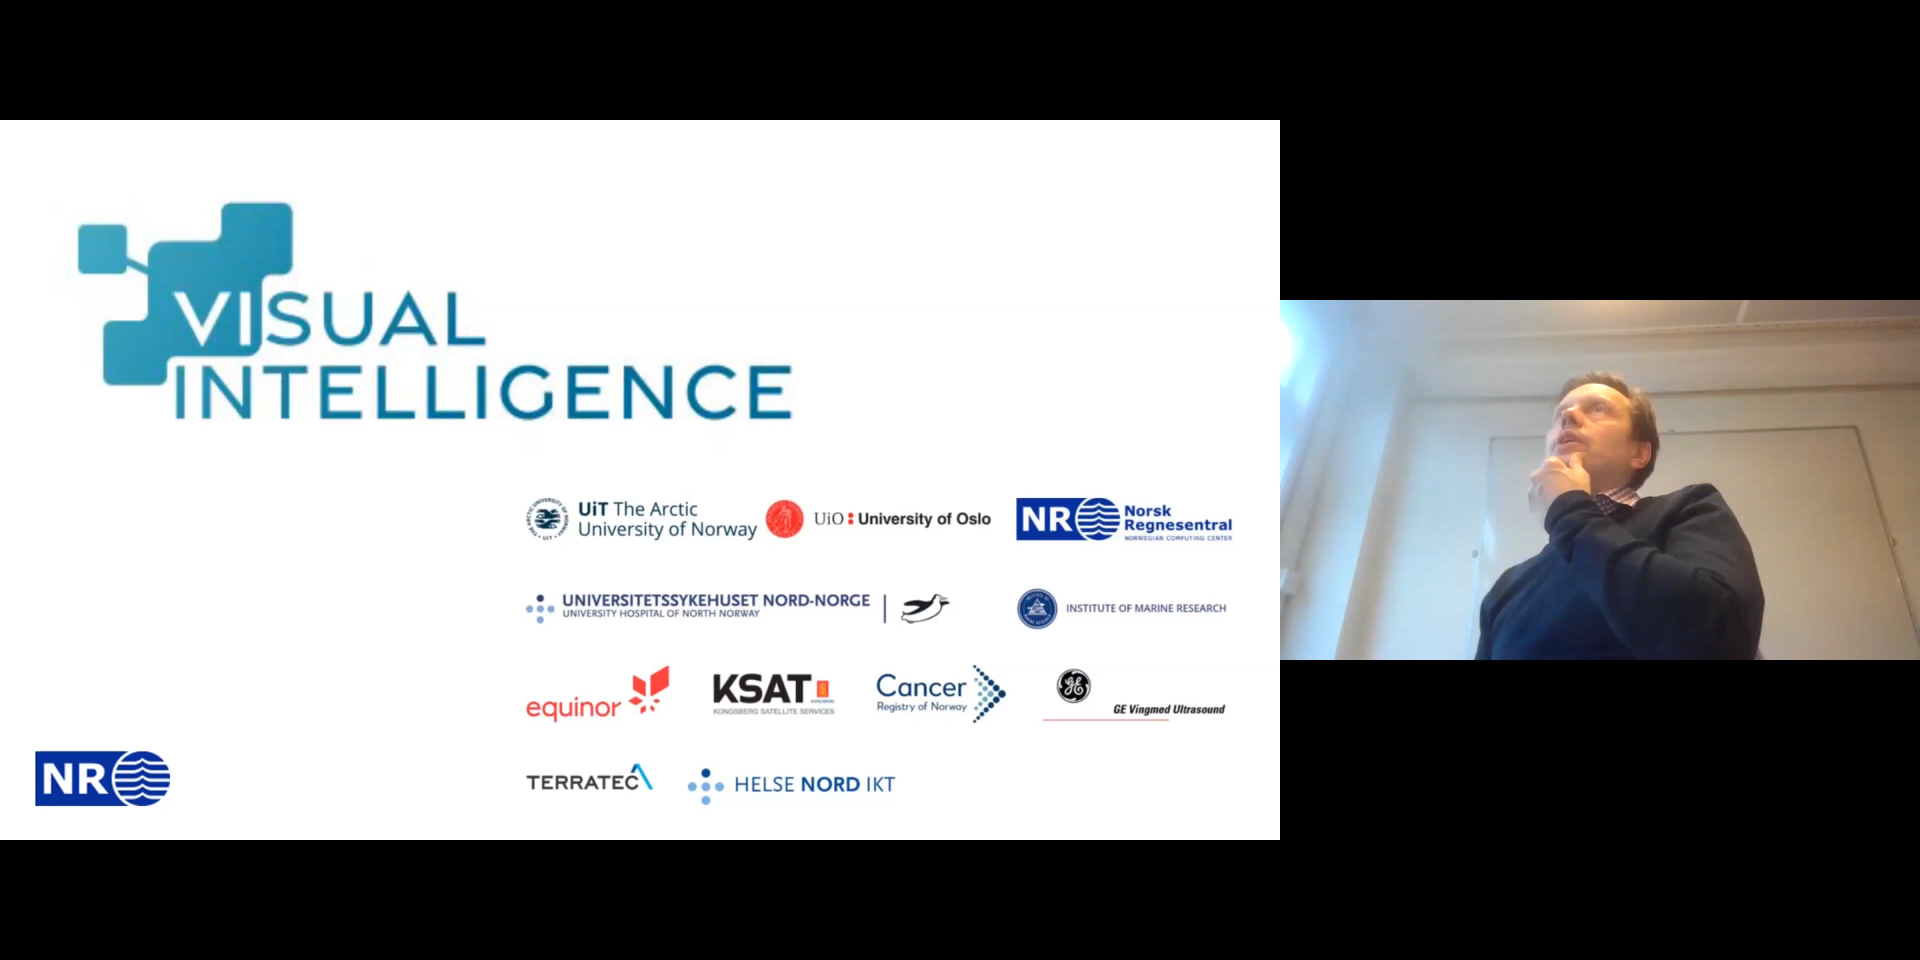 VISUAL
INTELLIGENCE
UiT The Arctic
University of Norway
UiO: University of Oslo
NR Norsk
Regnesentral
NORWEGIAN COMPUTING CENTER
UNIVERSITETSSYKEHUSET NORD-NORGE
UNIVERSITY HOSPITAL OF NORTH NORWAY
INSTITUTE OF MARINE RESEARCH
equinor
KSAT
KONGSBERG
KONGSBERG SATELLITE SERVICES
Cancer
Registry of Norway
GE
GE Vingmed Ultrasound
NR
TERRATEC
HELSE NORD IKT